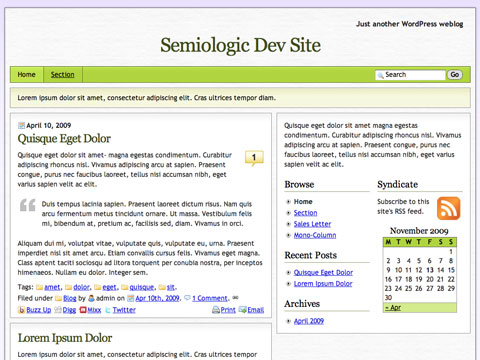 Just another WordPress weblog
Semiologic Dev Site
Home
Section
Search
Go
Lorem ipsum dolor sit amet, consectetur adipiscing elit. Cras ultrices tempor diam.
April 10, 2009
Quisque Eget Dolor
1
Quisque eget dolor sit amet- magna egestas condimentum. Curabitur
adipiscing rhoncus nisl. Vivamus adipiscing arcu at sapien. Praesent
congue, purus nec faucibus laoreet, tellus nisi accumsan nibh, eget
varius sapien velit ac elit.
Duis tempus lacinia sapien. Praesent laoreet dictum risus. Nam quis
arcu fermentum metus tincidunt ornare. Ut massa. Vestibulum felis
mi, bibendum at, pretium ac, facilisis sed, diam. Vivamus in orci.
Aliquam dui mi, volutpat vitae, vulputate quis, vulputate eu, urna. Praesent
imperdiet nisi sit amet arcu. Etiam convallis cursus felis. Vivamus eget magna.
Class aptent taciti sociosqu ad litora torquent per conubia nostra, per inceptos
himenaeos. Nullam eu dolor. Integer sem.
Tags: amet, dolor, eget, quisque, sit.
Filed under Blog by admin on Apr 10th, 2009. 1 Comment.
Buzz Up Digg Mixx Twitter Print Email
Lorem Ipsum Dolor
Lorem ipsum dolor sit amet, consectetur adipiscing elit. Cras ultrices
Quisque eget dolor sit amet magna egestas condimentum.
Curabitur adipiscing rhoncus nisl. Vivamus
adipiscing arcu at sapien. Praesent congue, purus nec
faucibus laoreet, tellus nisi accumsan nibh, eget varius
sapien velit ac elit.
Browse
Home
Section
Sales Letter
Mono-Column
Recent Posts
Quisque Eget Dolor
Lorem Ipsum Dolor
Archives
April 2009
Syndicate
Subscribe to this
site's RSS feed.
November 2009
M T W T F S S
1
2 3 4 5 6 7 8
9 10 11 12 13 14 15
16 17 18 19 20 21 22
23 24 25 26 27 28 29
30
« Apr